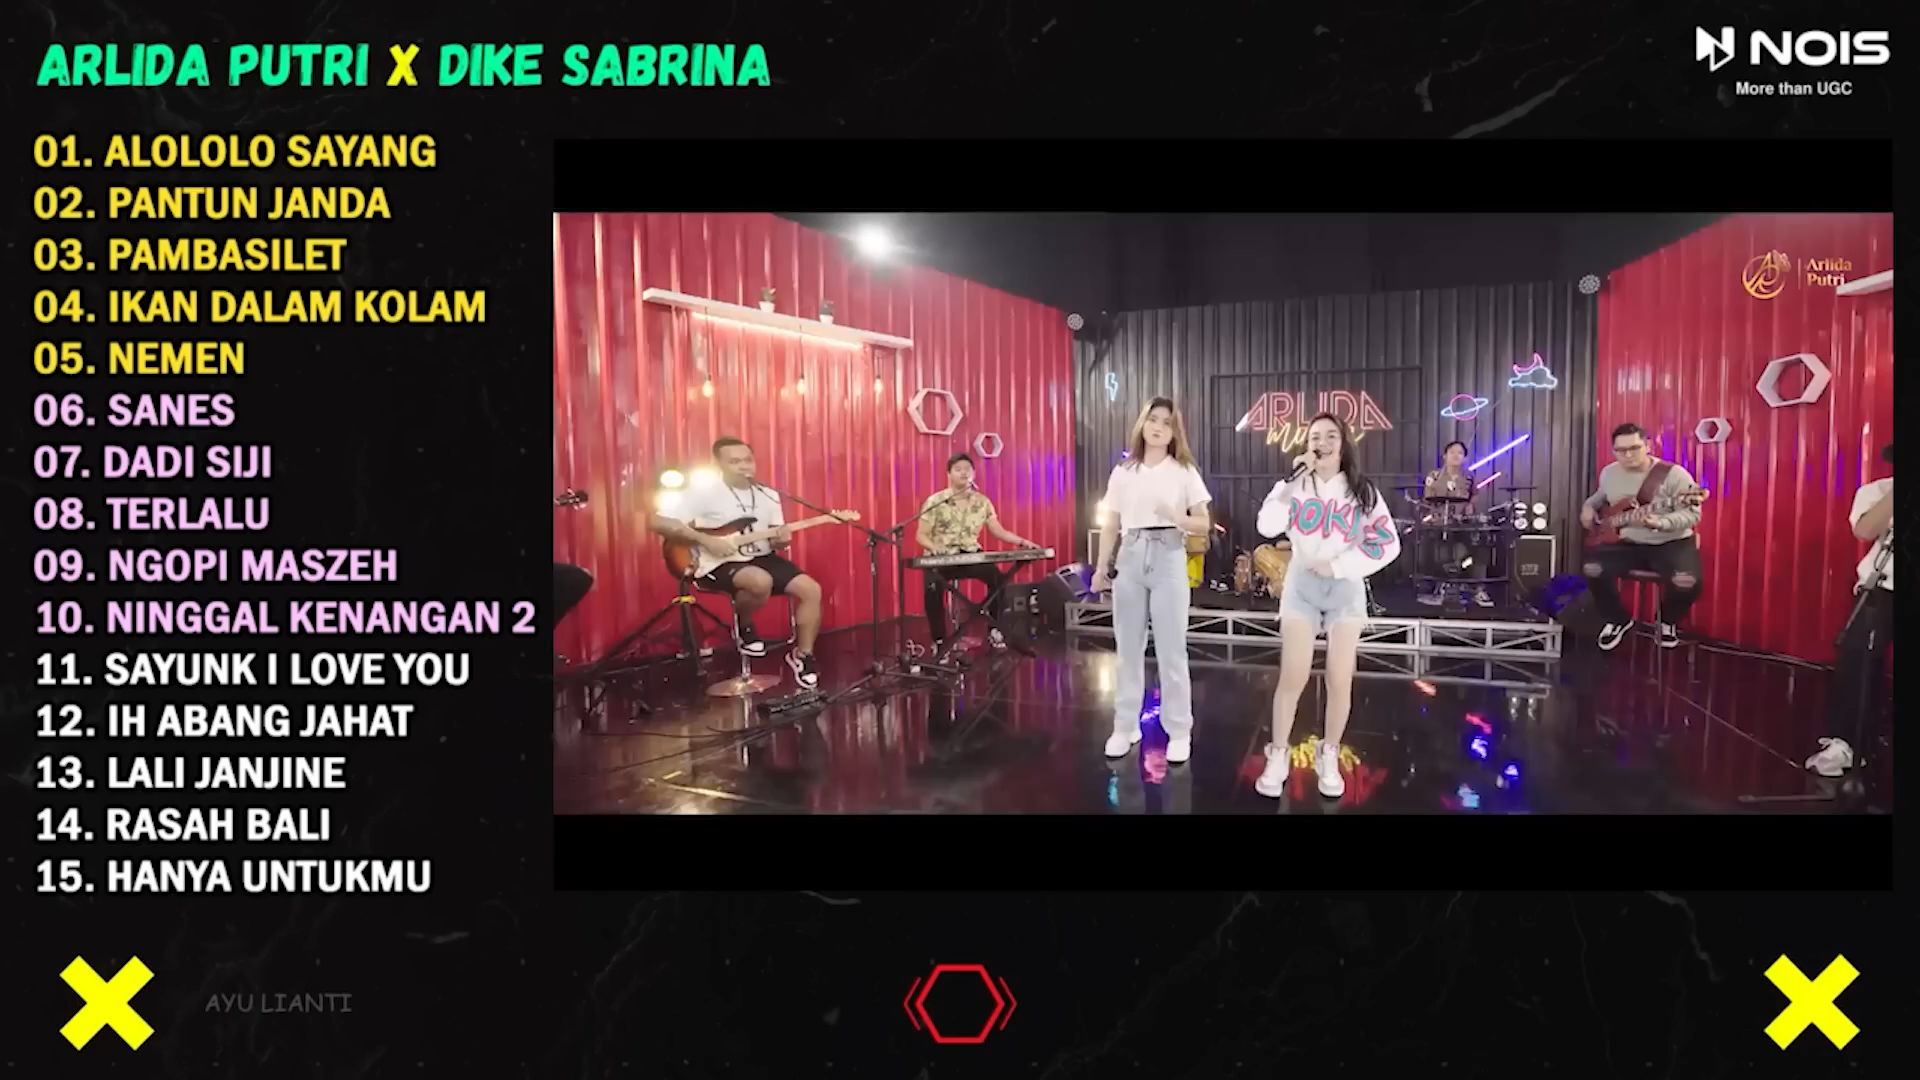 ARLIDA PUTRI X DIKE SABRINA
NOIS
More than UGC
01. ALOLOLO SAYANG
02. PANTUN JANDA
03. PAMBASILET
04. IKAN DALAM KOLAM
05. NEMEN
06. SANES
07. DADI SIJI
08. TERLALU
09. NGOPI MASZEH
10. NINGGAL KENANGAN 2
11. SAYUNK I LOVE YOU
12. IH ABANG JAHAT
13. LALI JANJINE
14. RASAH BALI
15. HANYA UNTUKMU
Arlida
Putri
ARLIDA
AYU LIANTI